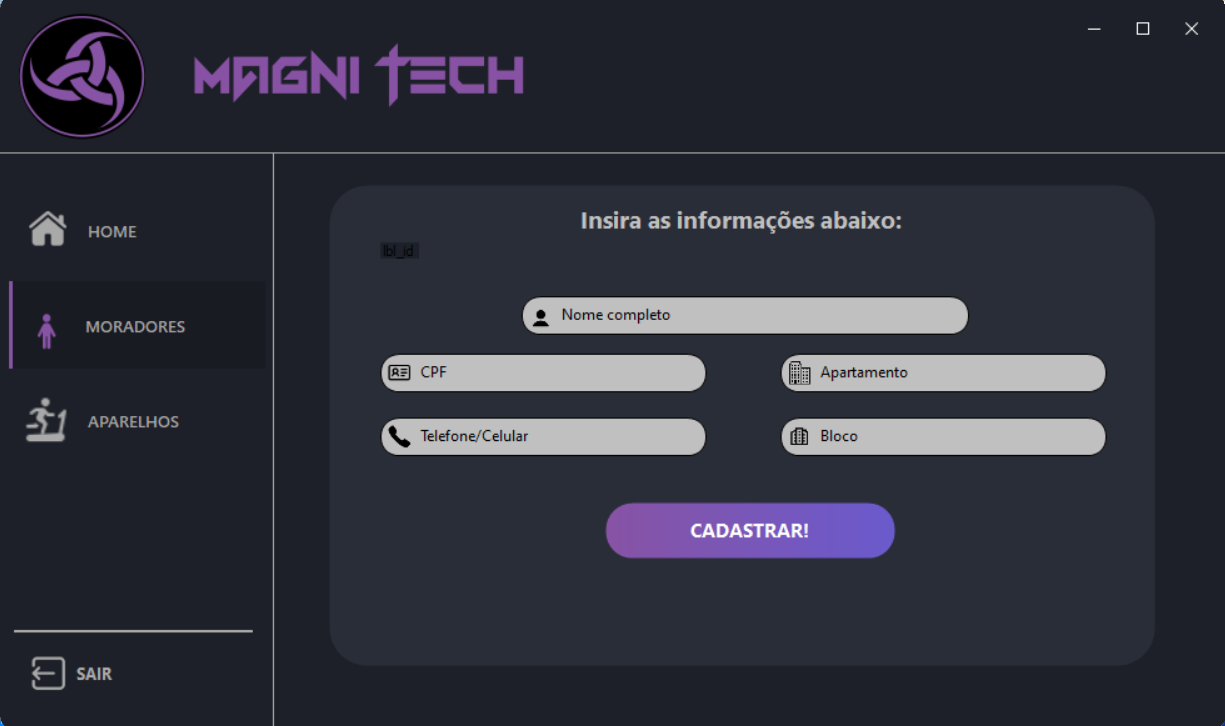 MAGNI TECH
HOME
MORADORES
APARELHOS
SAIR
Insira as informações abaixo:
lbl_id
Nome completo
CPF
Apartamento
Telefone/Celular
Bloco
CADASTRAR!